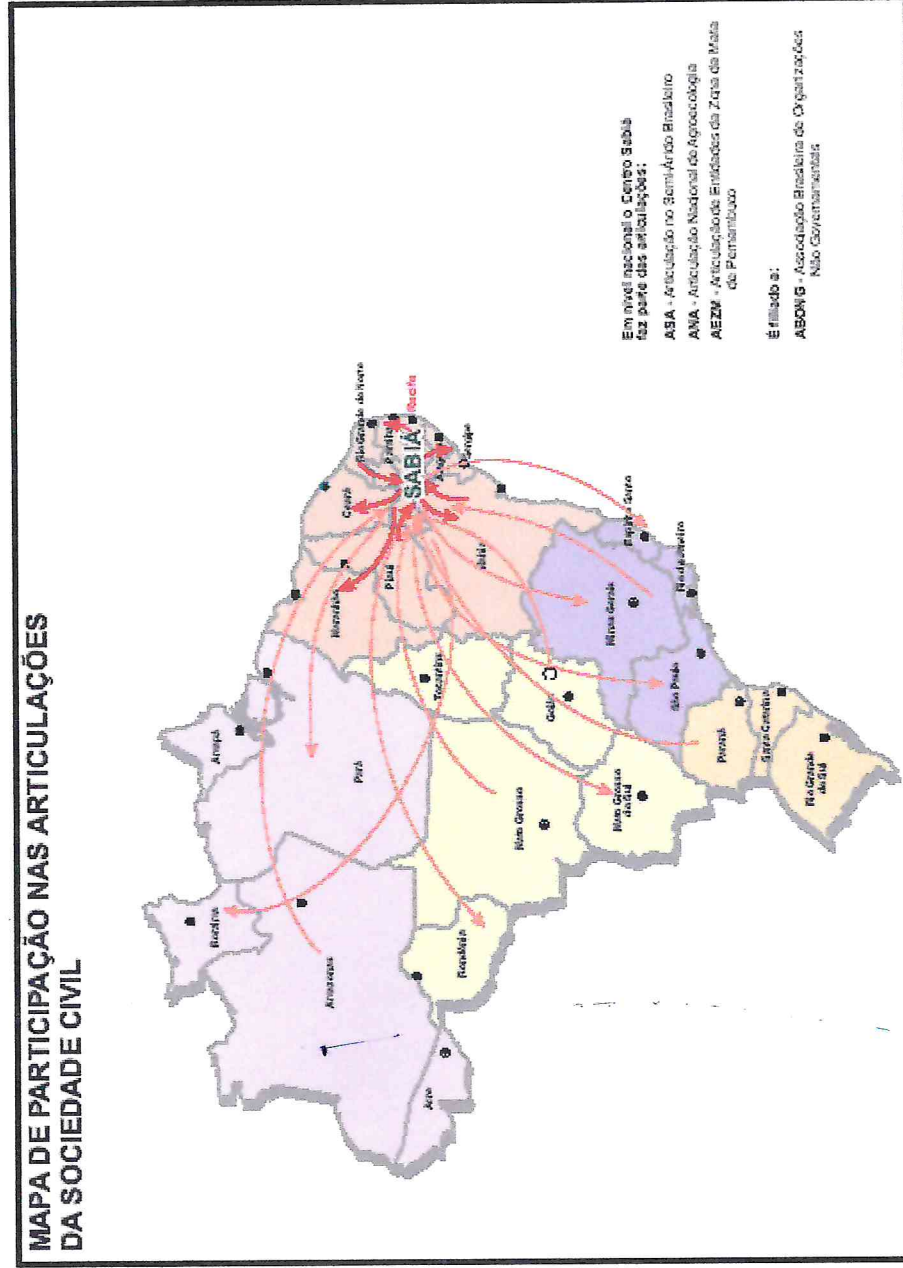 MAPA DE PARTICIPAÇÃO NAS ARTICULAÇÕES
DA SOCIEDADE CIVIL
Roraima
Amapá
Amazonas
Pará
Acre
Rondônia
Maranhão
Piauí
Ceará
Rio Grande do Norte
Paraíba
Recife
SABIÁ
Alagoas
Bahia
Tocantins
Mato Grosso
Goiás
Mato Grosso
do Sul
Minas Gerais
Espírito Santo
Rio de Janeiro
São Paulo
Paraná
Santa Catarina
Rio Grande
do Sul
Em nível nacional o Centro Sabiá
faz parte das articulações:
ASA - Articulação no Semi-Árido Brasileiro
ANA - Articulação Nacional de Agroecologia
AEZM - Articulação de Entidades da Zona da Mata
de Pernambuco
É filiado a:
ABONG - Associação Brasileira de Organizações
Não Governamentais